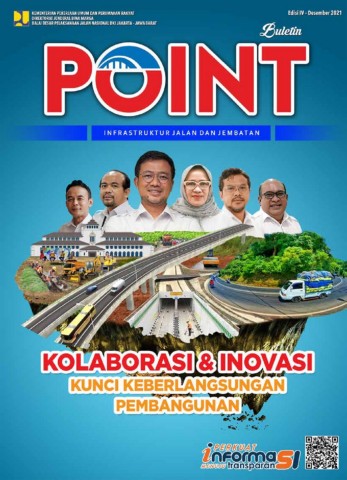 KEMENTERIAN PEKERJAAN UMUM DAN PERUMAHAN RAKYAT
DIREKTORAT JENDERAL BINA MARGA
BALAI BESAR PELAKSANAAN JALAN NASIONAL DKI JAKARTA - JAWA BARAT
Edisi IV - Desember 2021
Buletin
POINT
INFRASTRUKTUR JALAN DAN JEMBATAN
KOLABORASI & INOVASI
KUNCI KEBERLANGSUNGAN
PEMBANGUNAN
PERKUAT
informaSI
transparan